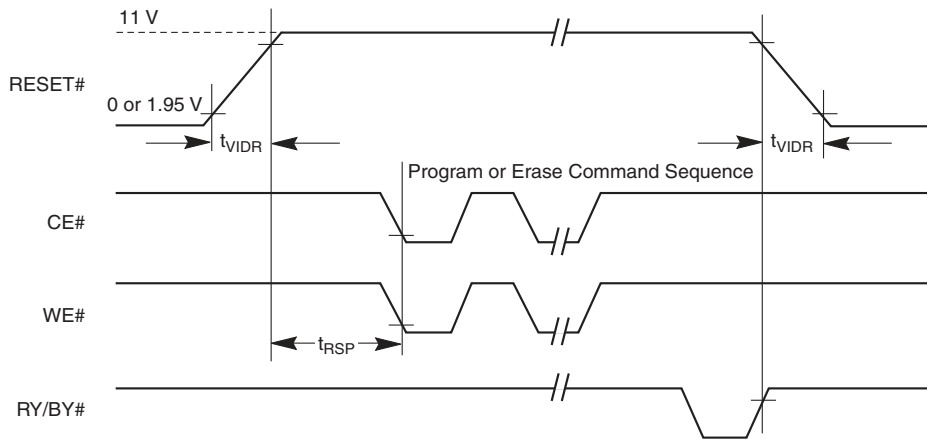 11 V
RESET#
0 or 1.95 V
tVIDR
tVIDR
Program or Erase Command Sequence
CE#
WE#
tRSP
RY/BY#